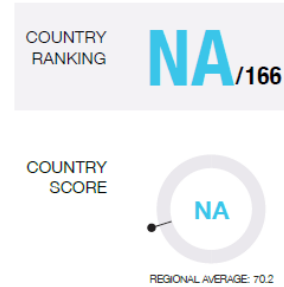 COUNTRY
RANKING
NA/166
COUNTRY
SCORE
NA
REGIONAL AVERAGE: 70.2